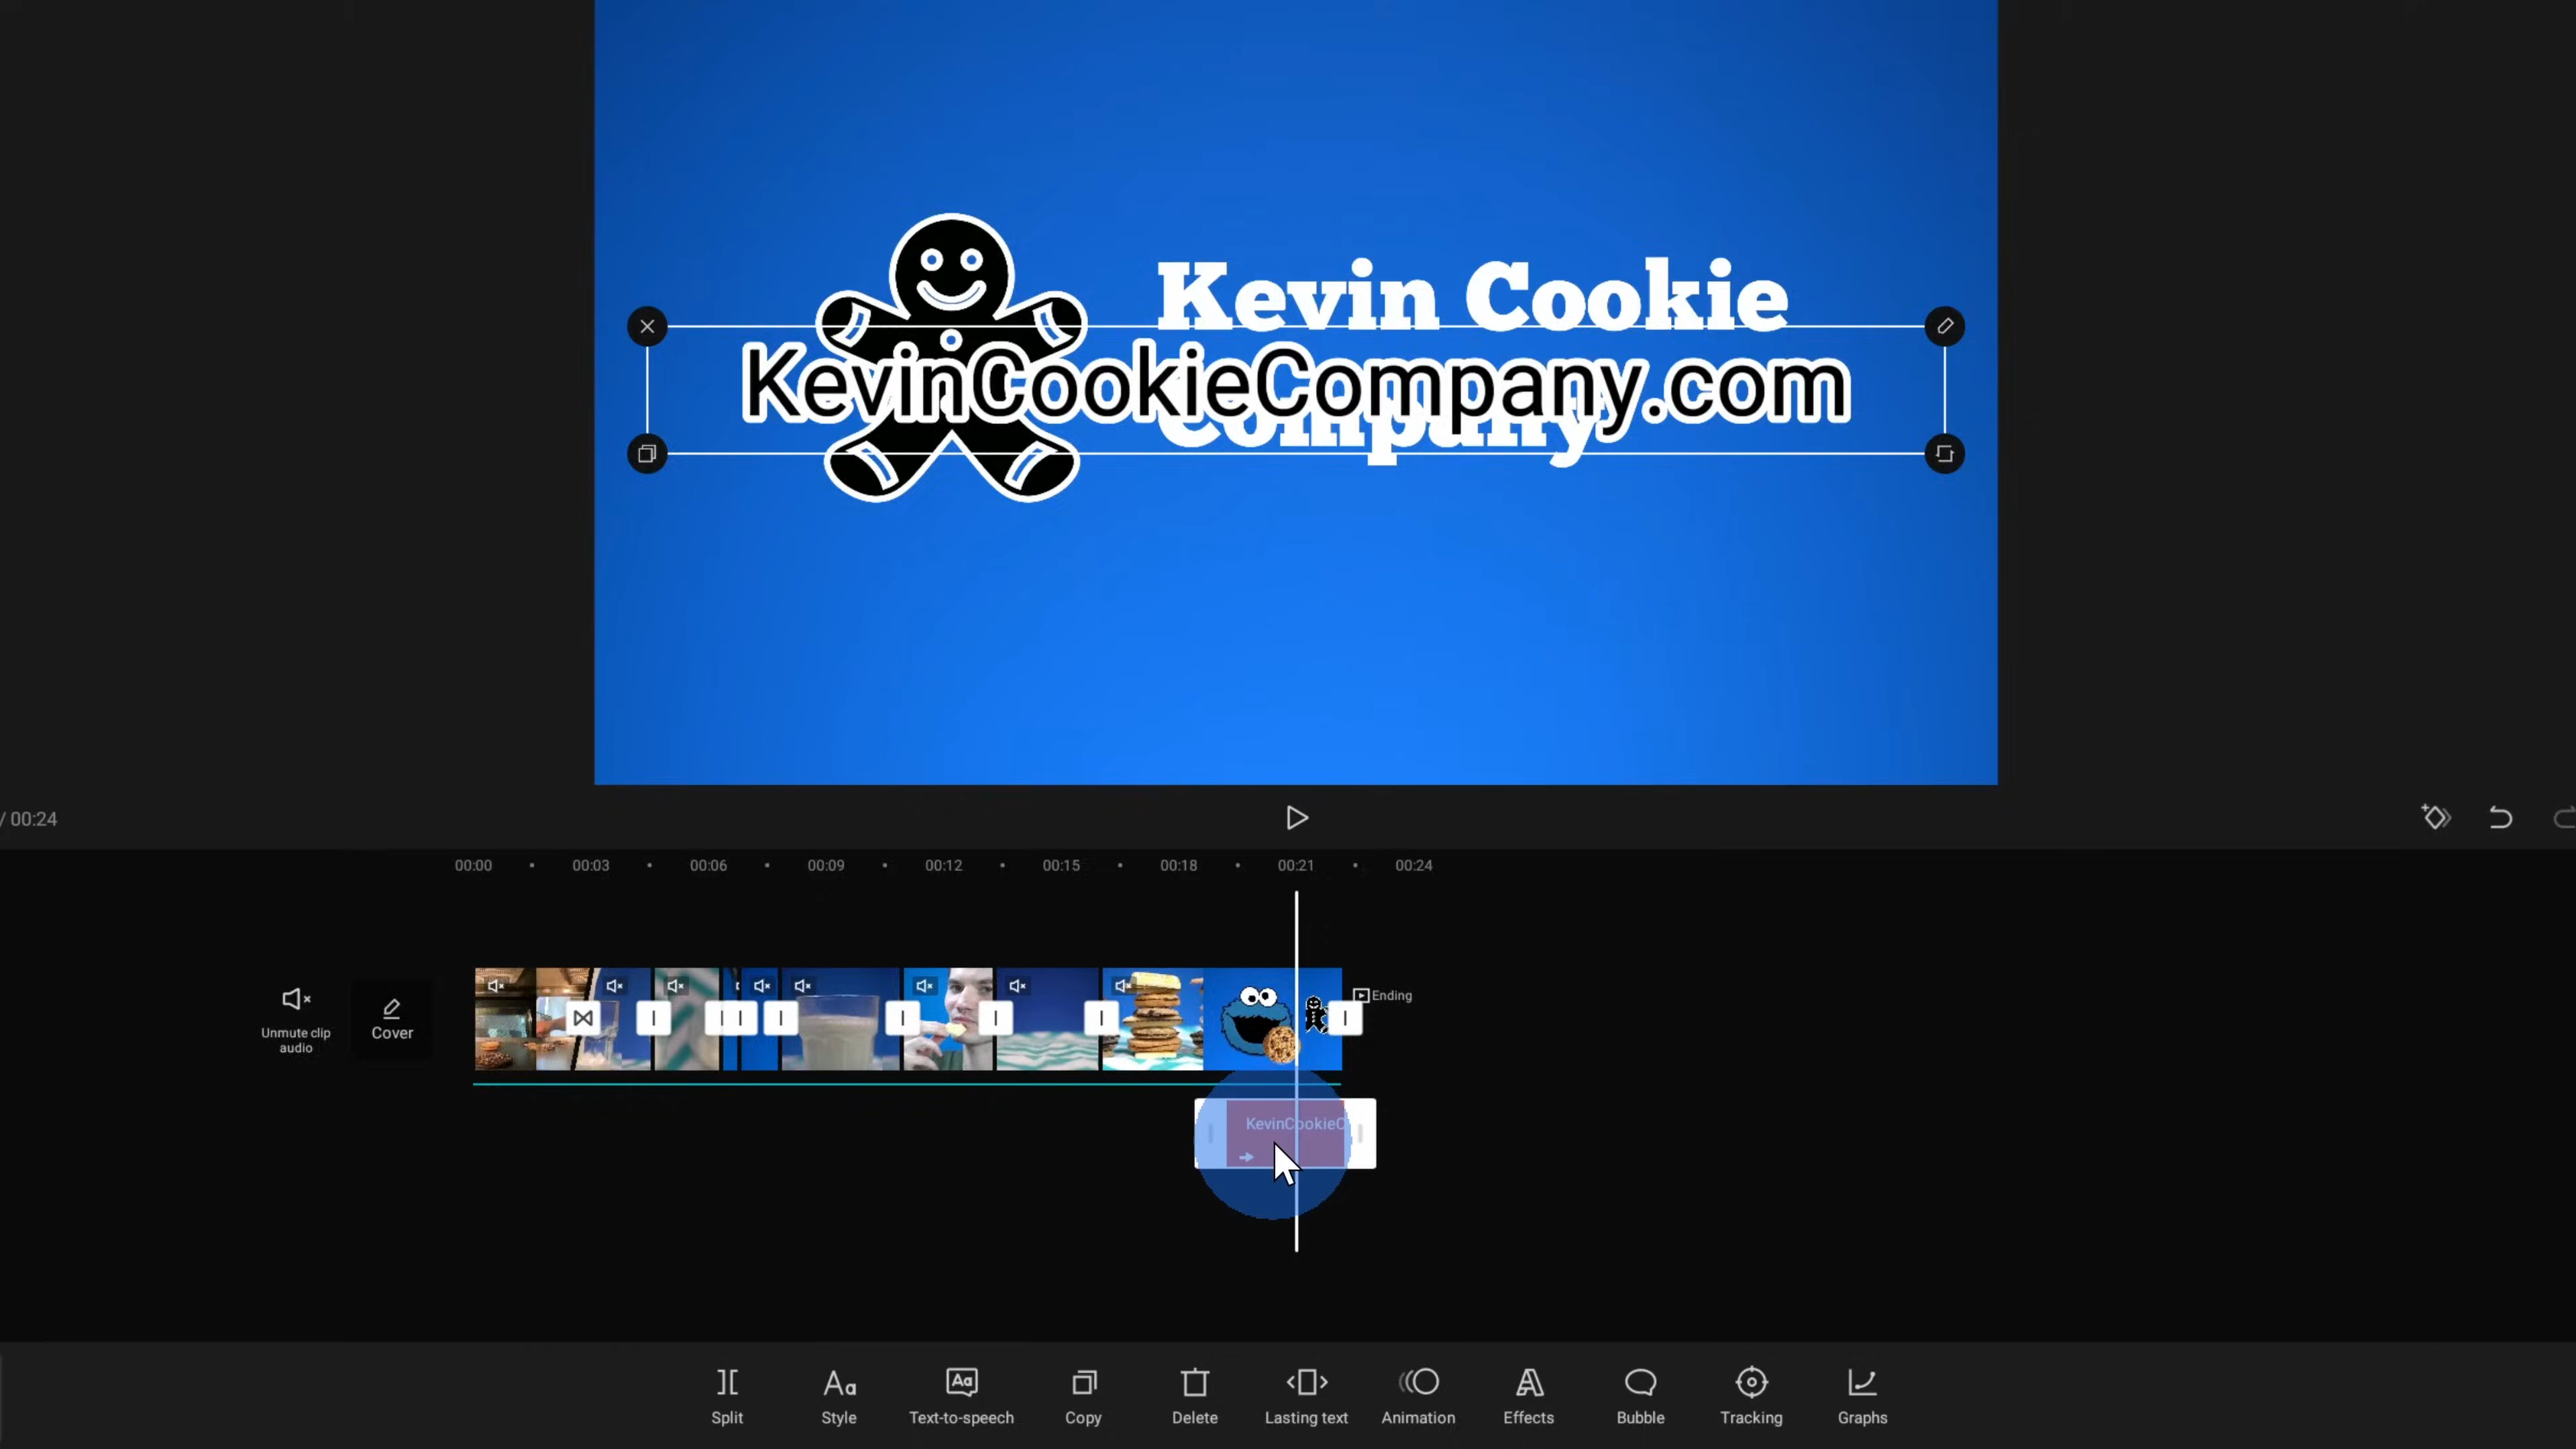 Kevin Cookie
KevinCookieCompany.com
Company
/ 00:24
00:00
00:03
00:06
00:09
00:12
00:15
00:18
00:21
00:24
Unmute clip
audio
Cover
Ending
KevinCookieC
Split
Style
Text-to-speech
Copy
Delete
Lasting text
Animation
Effects
Bubble
Tracking
Graphs